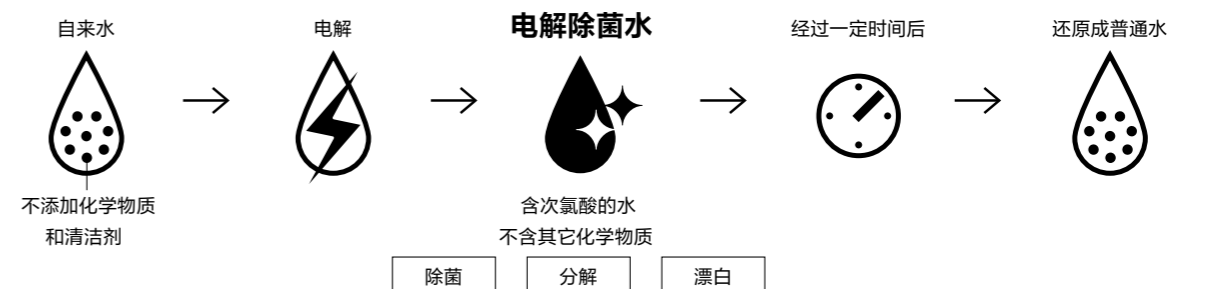 自来水
电解
电解除菌水
经过一定时间后
还原成普通水
不添加化学物质
和清洁剂
含次氯酸的水
不含其它化学物质
除菌
分解
漂白